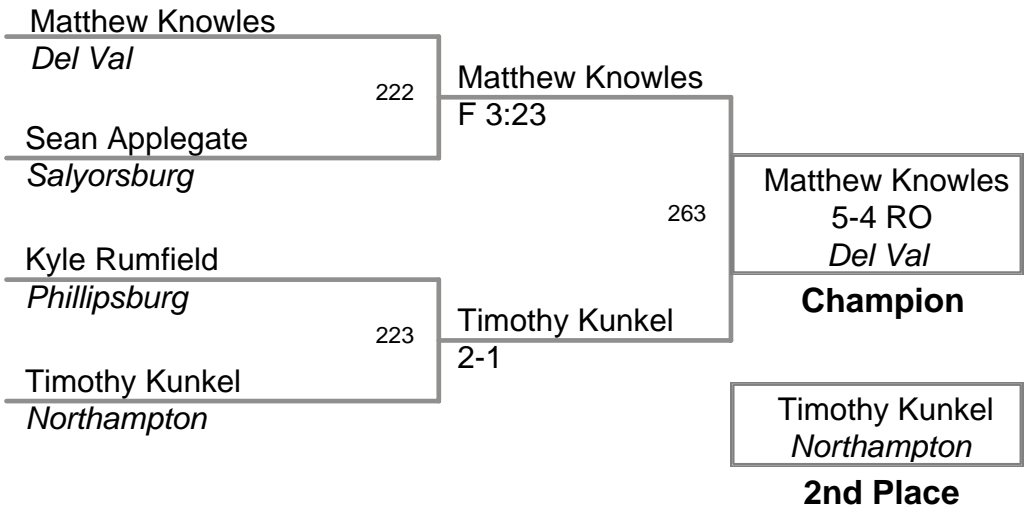 Matthew Knowles
Del Val
222
Matthew Knowles
F 3:23
Sean Applegate
Salyorsburg
263
Matthew Knowles
5-4 RO
Del Val
Champion
Kyle Rumfield
Phillipsburg
223
Timothy Kunkel
2-1
Timothy Kunkel
Northampton
Timothy Kunkel
Northampton
2nd Place